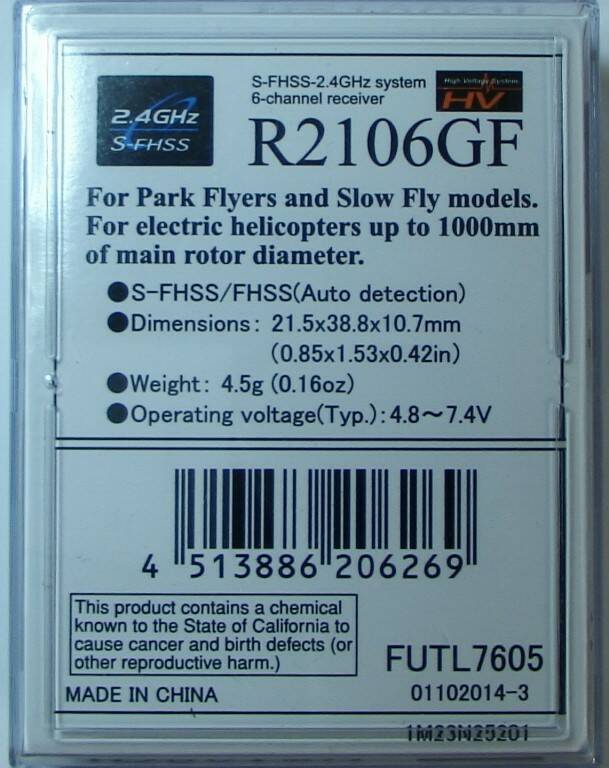 2.4GHz
S-FHSS
S-FHSS-2.4GHz system
6-channel receiver
High Voltage System
HV
R2106GF
For Park Flyers and Slow Fly models.
For electric helicopters up to 1000mm
of main rotor diameter.
●S-FHSS/FHSS(Auto detection)
●Dimensions: 21.5x38.8x10.7mm
(0.85x1.53x0.42in)
●Weight: 4.5g (0.16oz)
●Operating voltage(Typ.): 4.8～7.4V
4 513886 206269
This product contains a chemical
known to the State of California to
cause cancer and birth defects (or
other reproductive harm.)
FUTL7605
MADE IN CHINA
01102014-3
1M23N25201